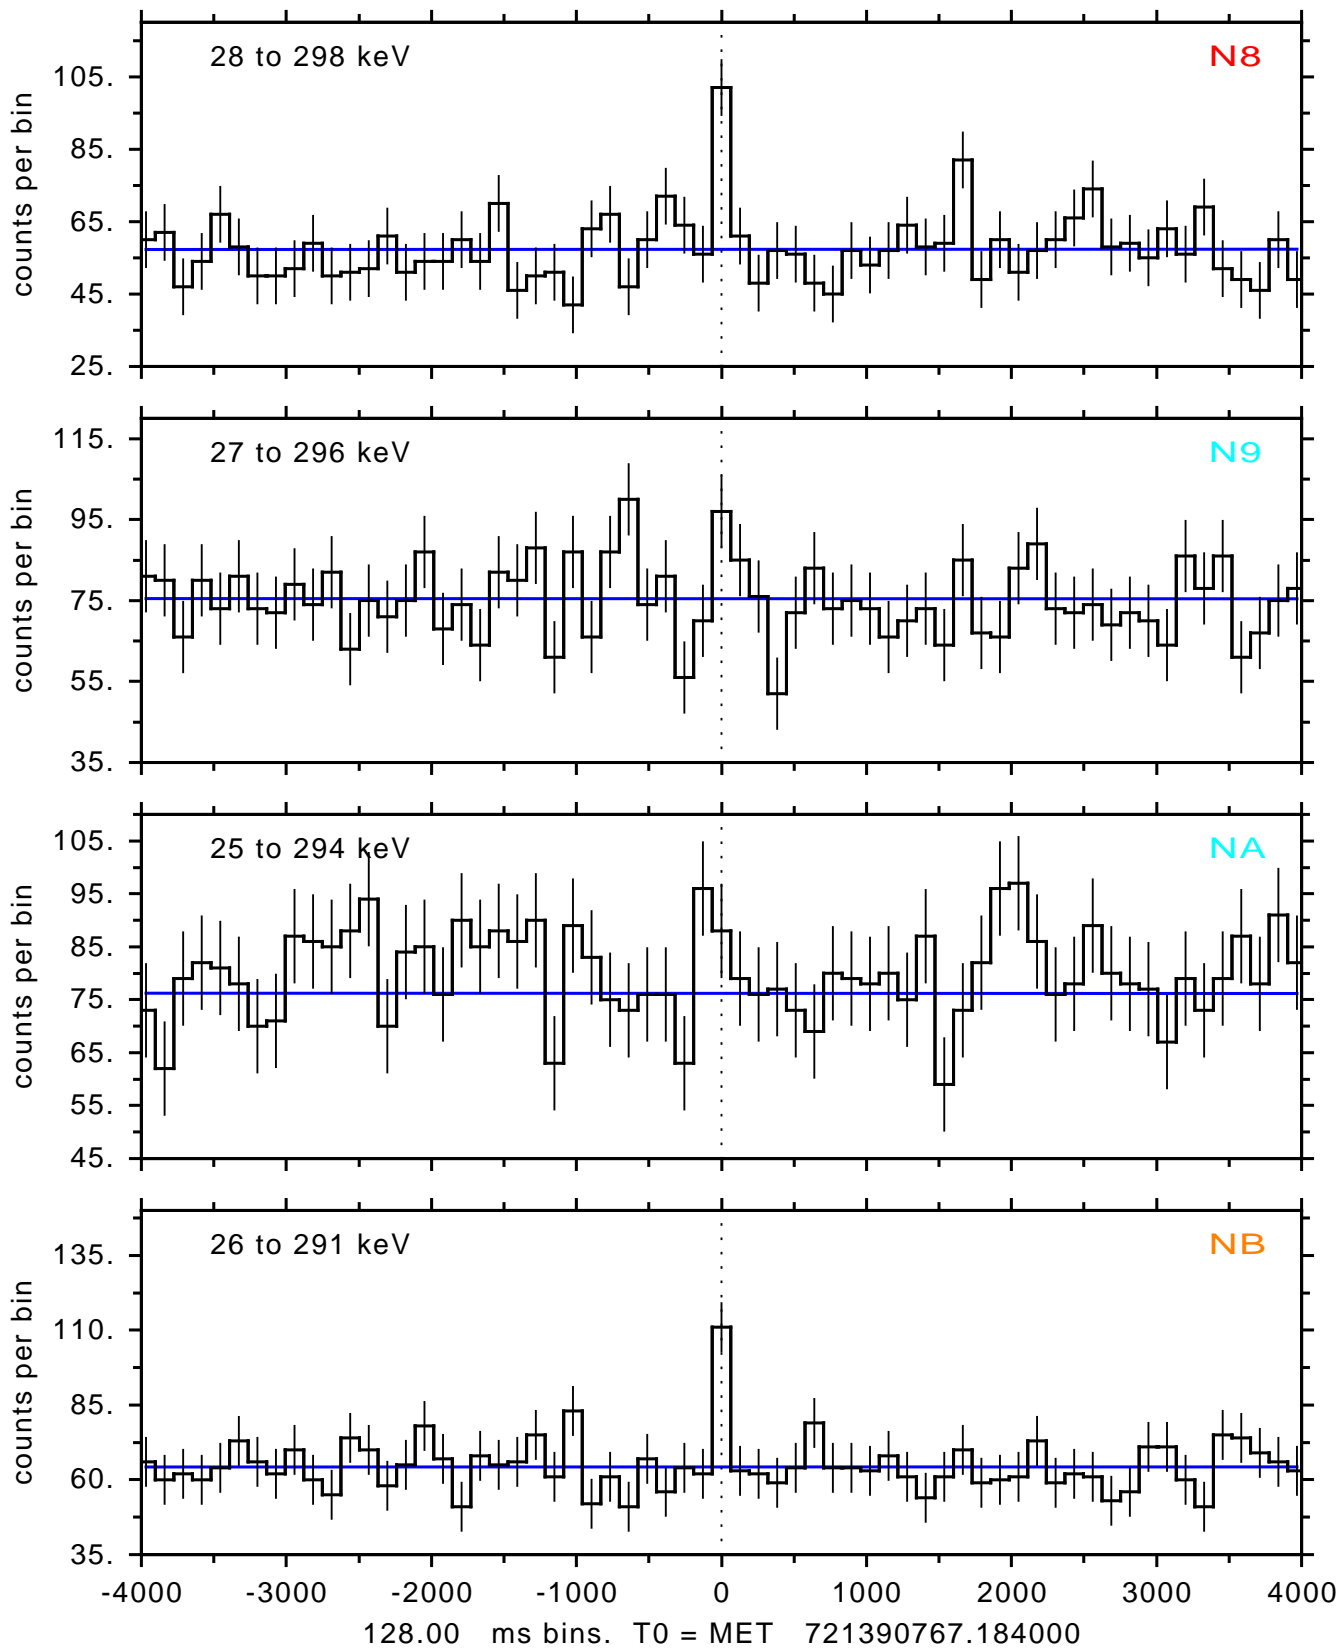 28 to 298 keV N8
counts per bin
105.
85.
65.
45.
25.
27 to 296 keV N9
counts per bin
115.
95.
75.
55.
35.
25 to 294 keV NA
counts per bin
105.
95.
85.
75.
65.
55.
45.
26 to 291 keV NB
counts per bin
135.
110.
85.
60.
35.
-4000 -3000 -2000 -1000 0 1000 2000 3000 4000
128.00 ms bins. T0 = MET 721390767.184000